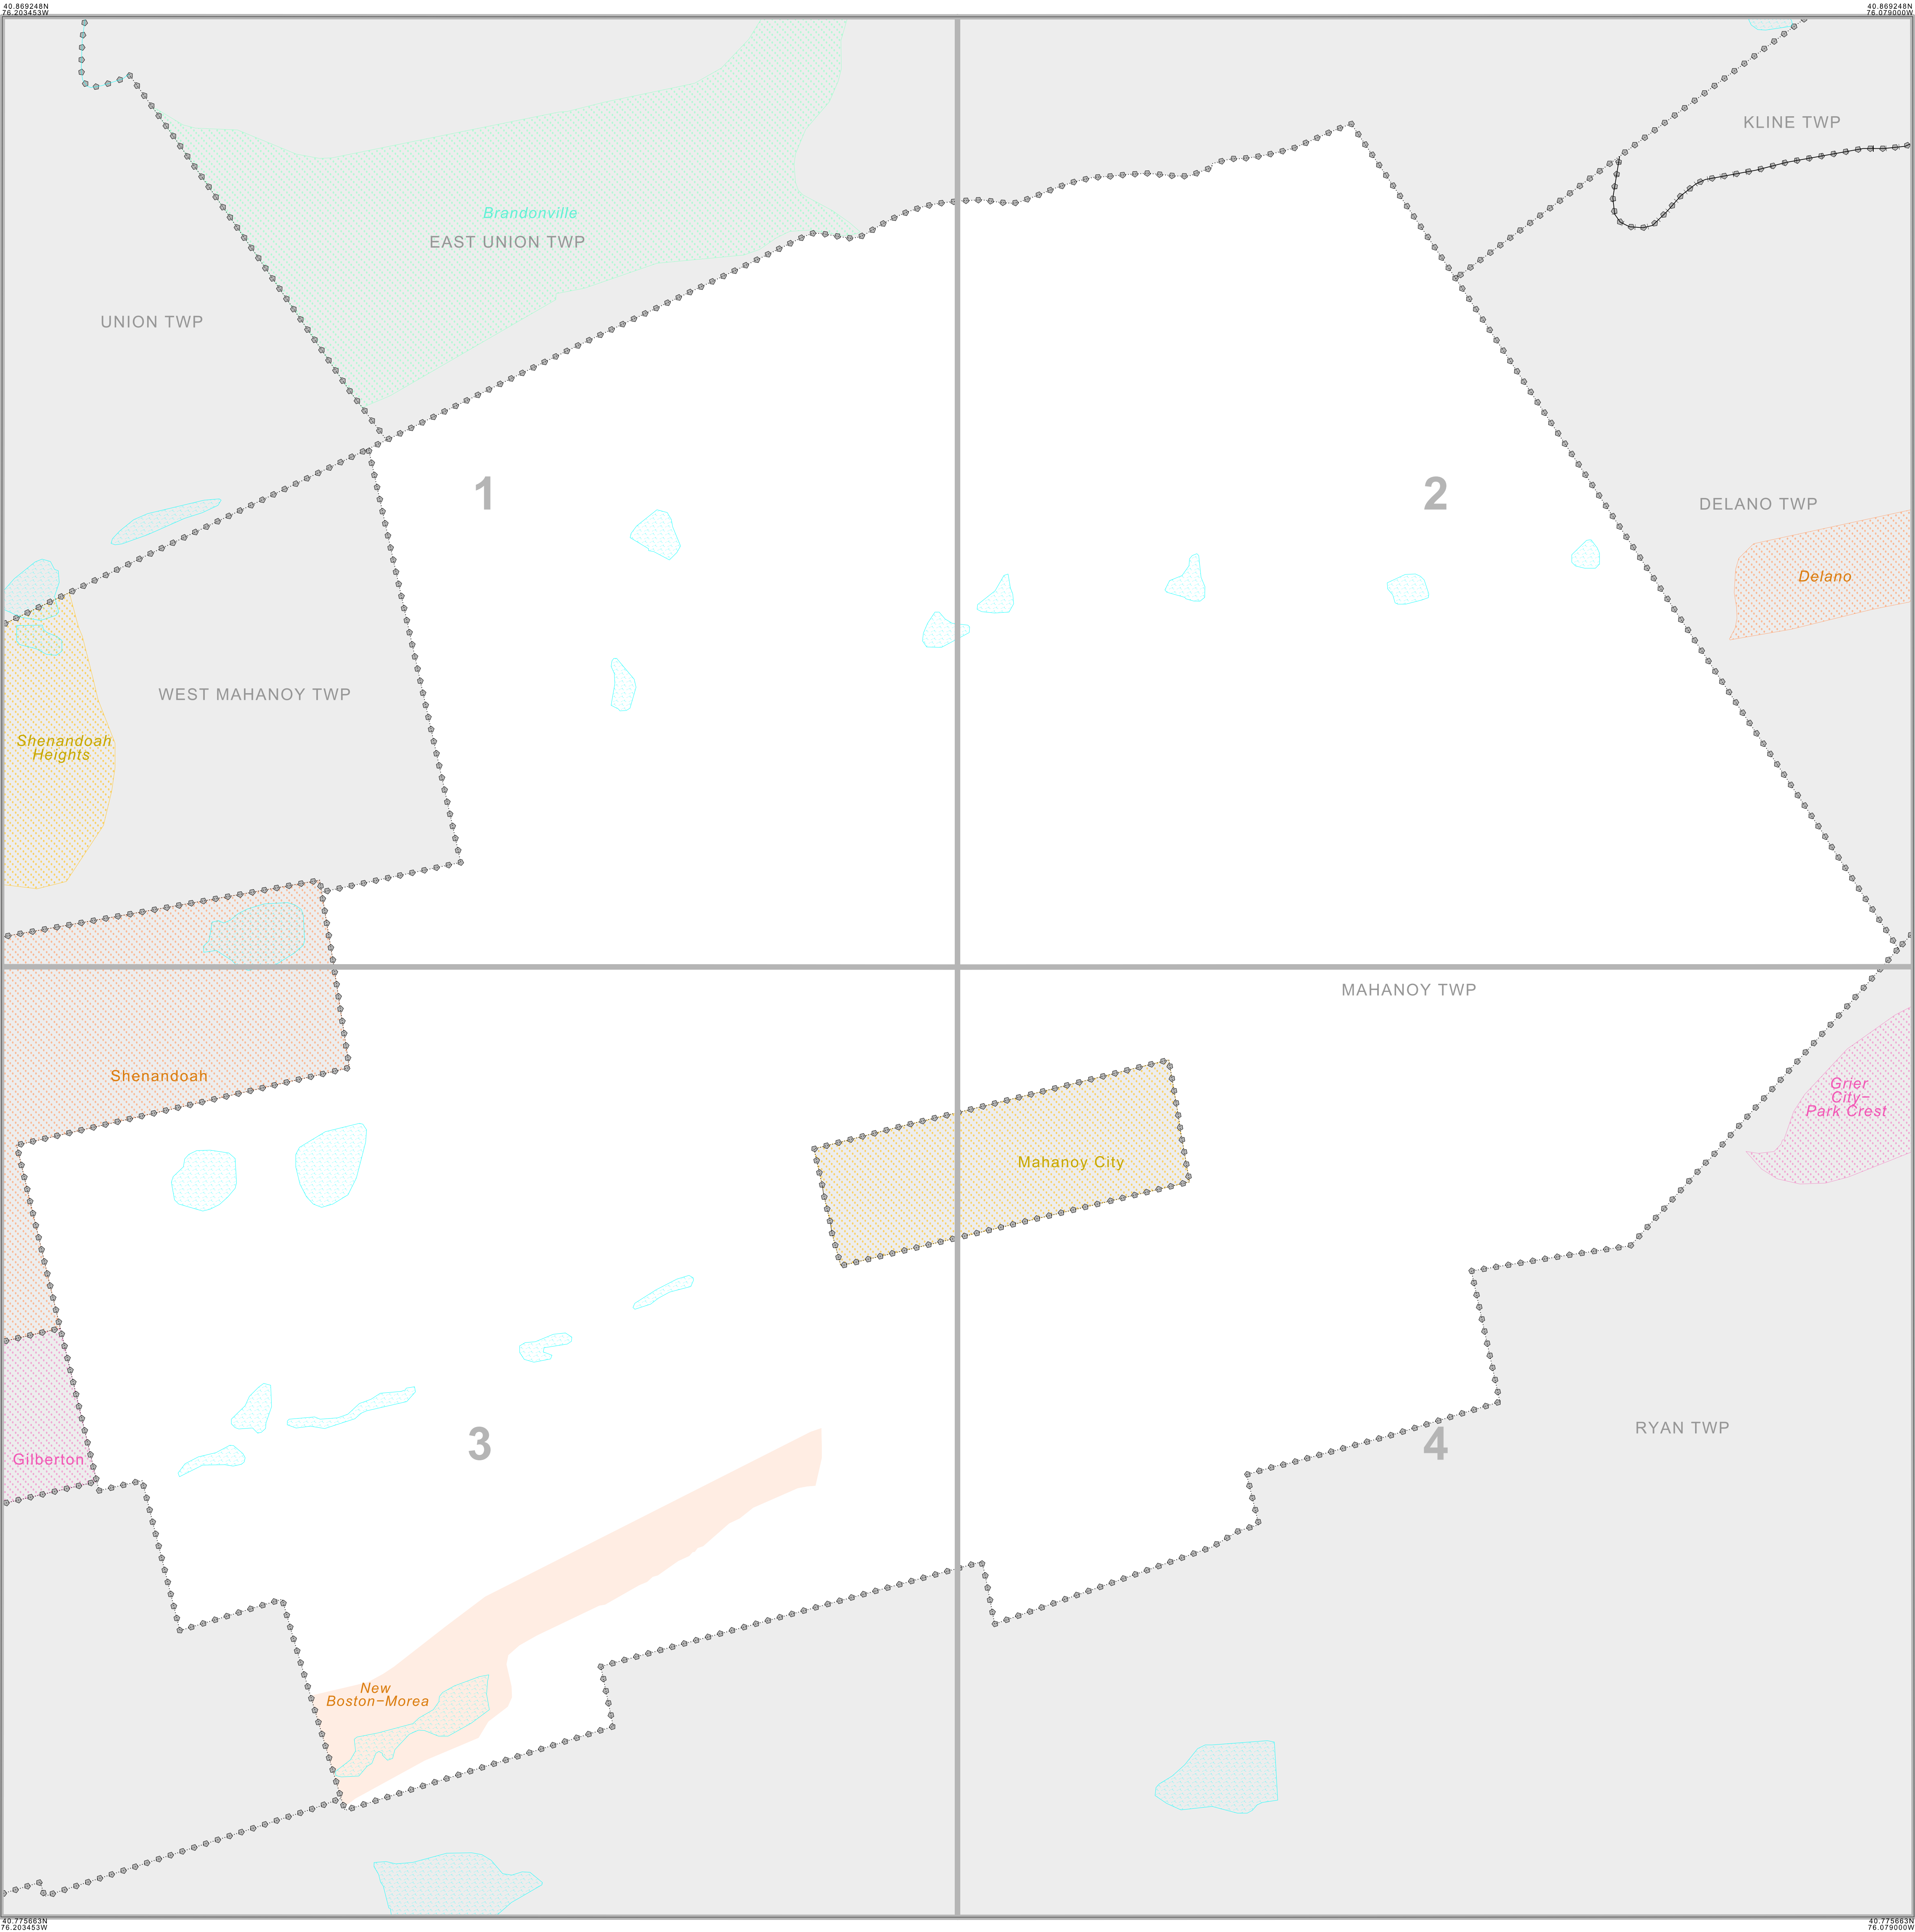 40.869248N
76.203453W
40.869248N
76.079000W
KLINE TWP
Brandonville
EAST UNION TWP
UNION TWP
1
2
DELANO TWP
Delano
WEST MAHANOY TWP
Shenandoah
Heights
MAHANOY TWP
Shenandoah
Grier
City–
Park Crest
Mahanoy City
RYAN TWP
3
4
Gilberton
New
Boston–Morea
40.775663N
76.203453W
40.775663N
76.079000W